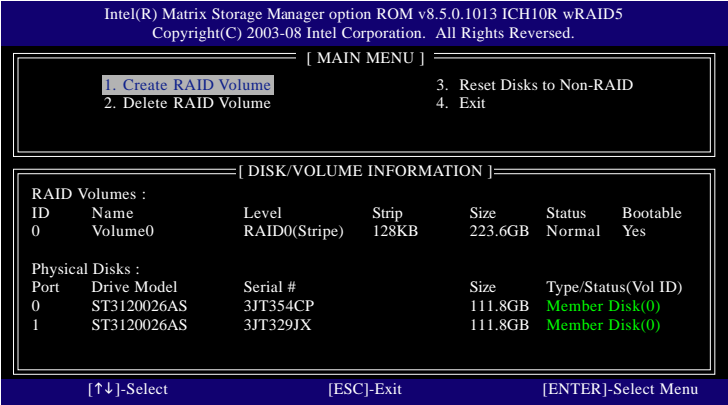 Intel(R) Matrix Storage Manager option ROM v8.5.0.1013 ICH10R wRAID5
Copyright(C) 2003-08 Intel Corporation. All Rights Reversed.
[ MAIN MENU ]
1. Create RAID Volume 3. Reset Disks to Non-RAID
2. Delete RAID Volume 4. Exit
[ DISK/VOLUME INFORMATION ]
RAID Volumes :
ID Name Level Strip Size Status Bootable
0 Volume0 RAID0(Stripe) 128KB 223.6GB Normal Yes
Physical Disks :
Port Drive Model Serial # Size Type/Status(Vol ID)
0 ST3120026AS 3JT354CP 111.8GB Member Disk(0)
1 ST3120026AS 3JT329JX 111.8GB Member Disk(0)
[↑↓]-Select [ESC]-Exit [ENTER]-Select Menu